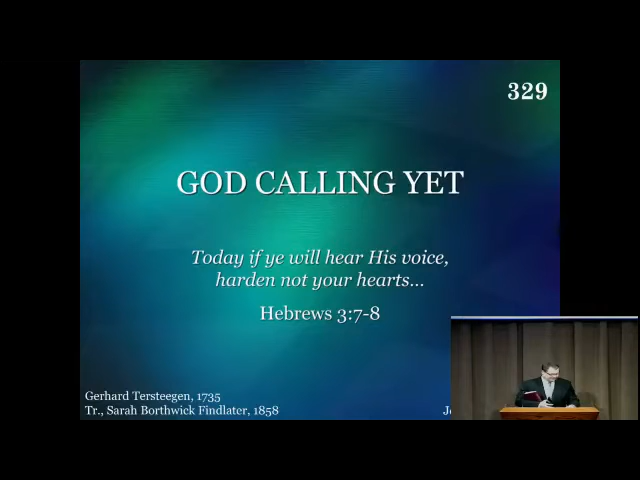 329
GOD CALLING YET
Today if ye will hear His voice,
harden not your hearts...
Hebrews 3:7-8
Gerhard Tersteegen, 1735
Tr., Sarah Borthwick Findlater, 1858